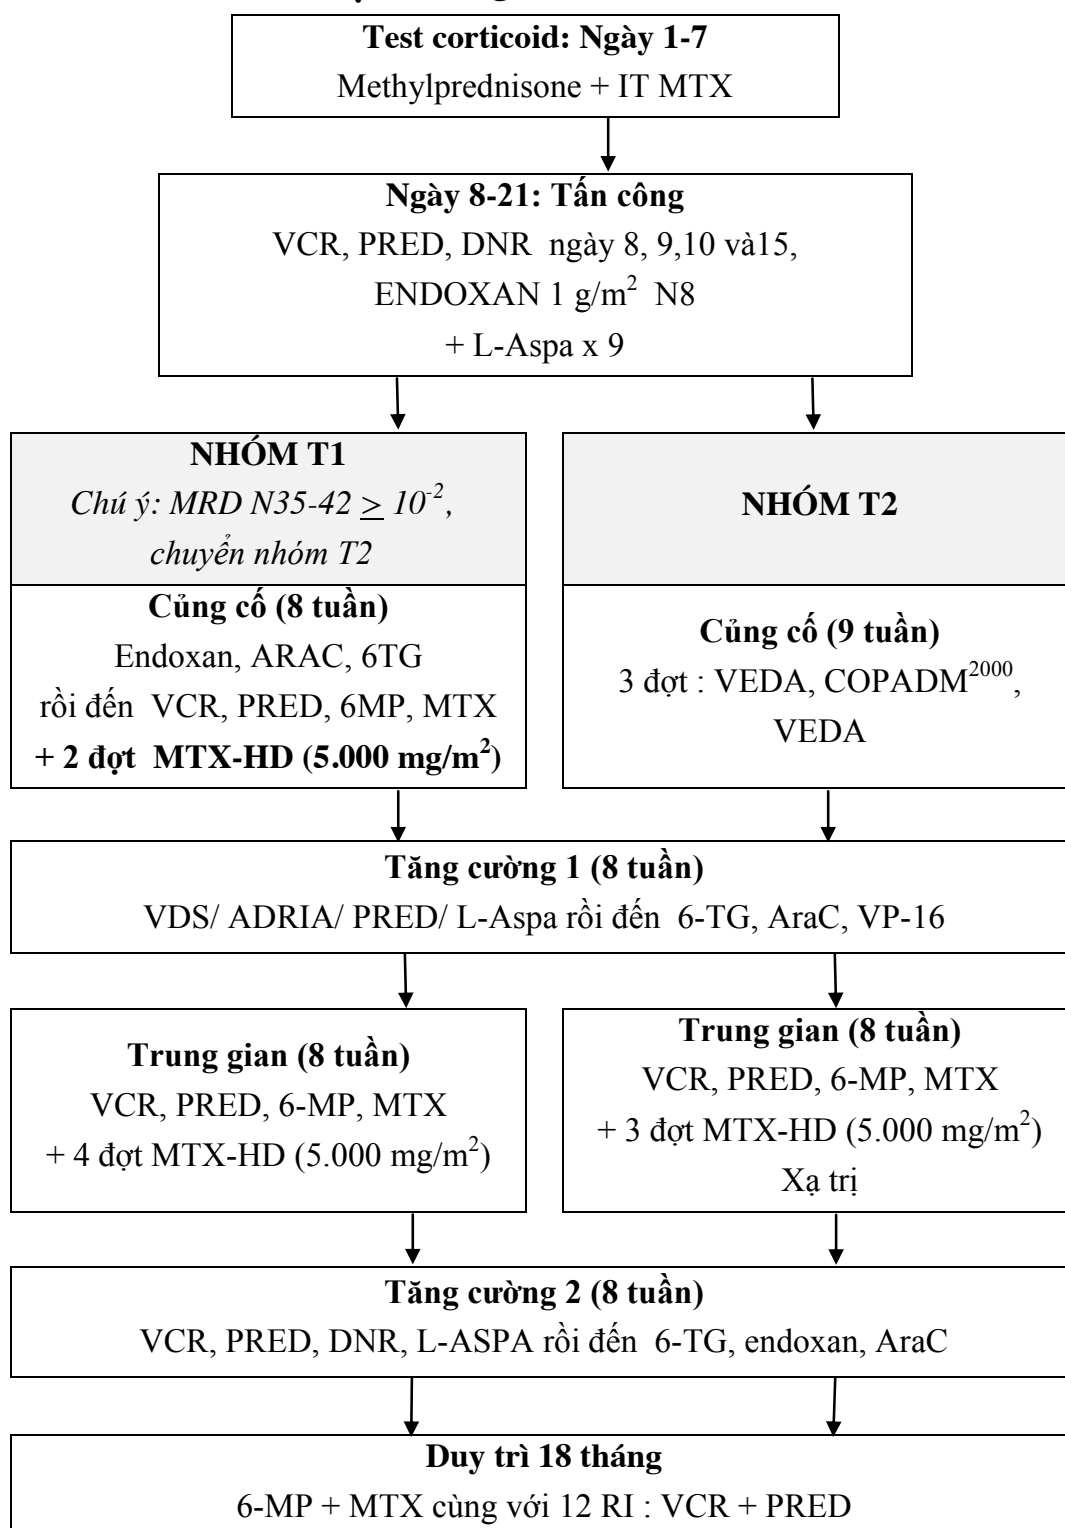 Test corticoid: Ngày 1-7
Methylprednisone + IT MTX
Ngày 8-21: Tấn công
VCR, PRED, DNR ngày 8, 9,10 và15,
ENDOXAN 1 g/m² N8
+ L-Aspa x 9
NHÓM T1
Chú ý: MRD N35-42 ≥ 10⁻²,
chuyển nhóm T2
Củng cố (8 tuần)
Endoxan, ARAC, 6TG
rồi đến VCR, PRED, 6MP, MTX
+ 2 đợt MTX-HD (5.000 mg/m²)
NHÓM T2
Củng cố (9 tuần)
3 đợt : VEDA, COPADM²⁰⁰⁰,
VEDA
Tăng cường 1 (8 tuần)
VDS/ ADRIA/ PRED/ L-Aspa rồi đến 6-TG, AraC, VP-16
Trung gian (8 tuần)
VCR, PRED, 6-MP, MTX
+ 4 đợt MTX-HD (5.000 mg/m²)
Trung gian (8 tuần)
VCR, PRED, 6-MP, MTX
+ 3 đợt MTX-HD (5.000 mg/m²)
Xạ trị
Tăng cường 2 (8 tuần)
VCR, PRED, DNR, L-ASPA rồi đến 6-TG, endoxan, AraC
Duy trì 18 tháng
6-MP + MTX cùng với 12 RI : VCR + PRED